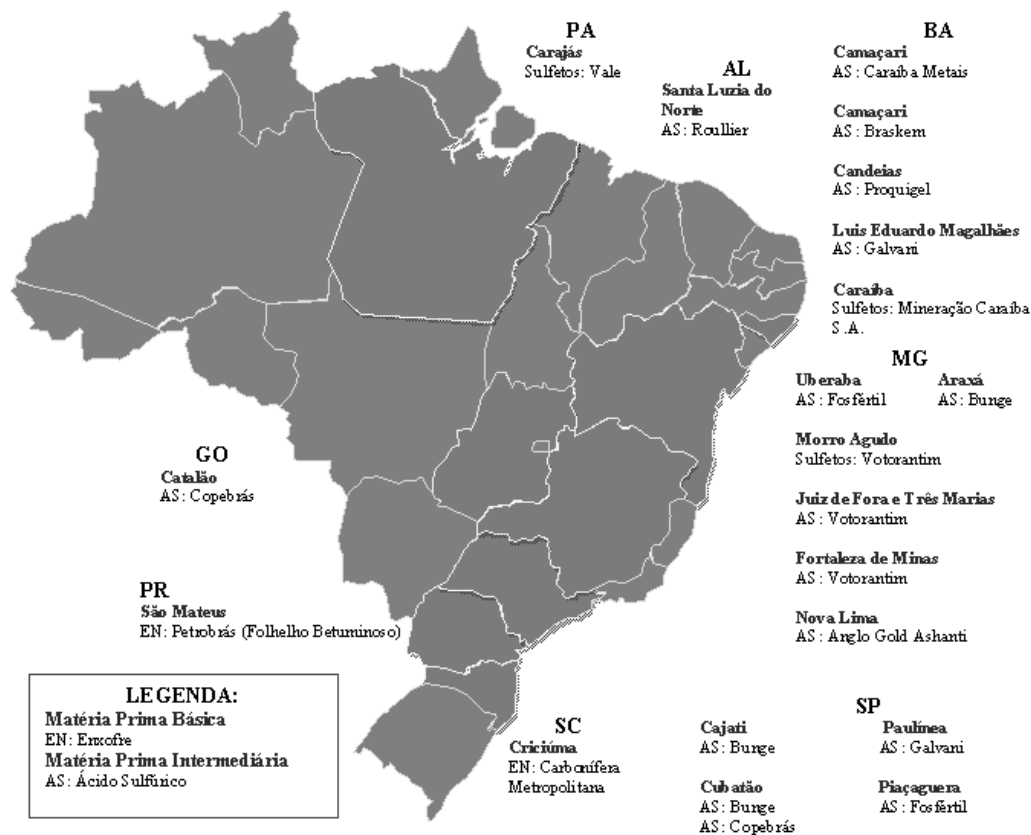 PA
Carajás
Sulfetos: Vale
AL
Santa Luzia do
Norte
AS: Roullier
BA
Camaçari
AS: Caraíba Metais
Camaçari
AS: Braskem
Candeias
AS: Proquigel
Luis Eduardo Magalhães
AS: Galvani
Caraíba
Sulfetos: Mineração Caraíba
S.A.
MG
Uberaba
AS: Fosfértil
Araxá
AS: Bunge
Morro Agudo
Sulfetos: Votorantim
Juiz de Fora e Três Marias
AS: Votorantim
Fortaleza de Minas
AS: Votorantim
Nova Lima
AS: Anglo Gold Ashanti
GO
Catalão
AS: Copebrás
PR
São Mateus
EN: Petrobrás (Folhelho Betuminoso)
LEGENDA:
Matéria Prima Básica
EN: Enxofre
Matéria Prima Intermediária
AS: Ácido Sulfúrico
SC
Criciúma
EN: Carbonífera
Metropolitana
SP
Cajati
AS: Bunge
Paulínea
AS: Galvani
Cubatão
AS: Bunge
AS: Copebrás
Piaçaguera
AS: Fosfértil